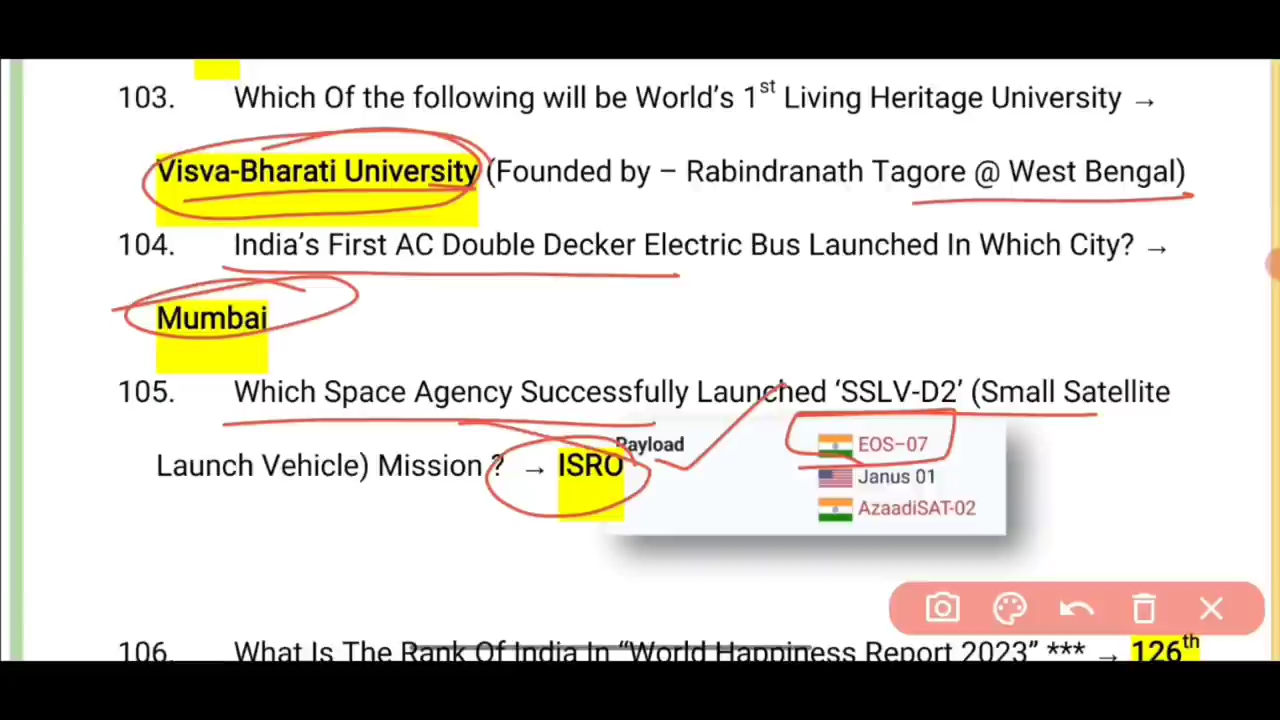 103. Which Of the following will be World's 1st Living Heritage University →
Visva-Bharati University (Founded by – Rabindranath Tagore @ West Bengal)
104. India's First AC Double Decker Electric Bus Launched In Which City? →
Mumbai
105. Which Space Agency Successfully Launched ‘SSLV-D2’ (Small Satellite
Launch Vehicle) Mission ? → ISRO
Payload
EOS–07
Janus 01
AzaadiSAT-02
106. What Is The Rank Of India In “World Happiness Report 2023” *** → 126th